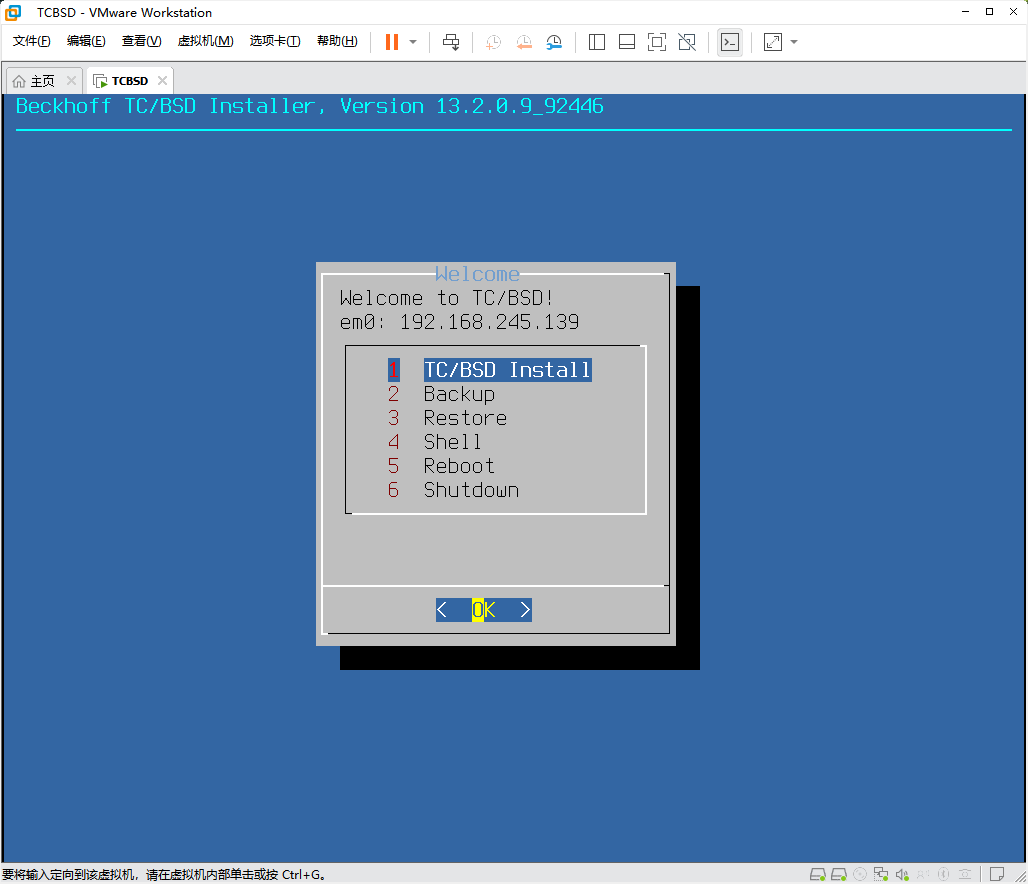 TCBSD - VMware Workstation
文件(F) 编辑(E) 查看(V) 虚拟机(M) 选项卡(T) 帮助(H)
主页 TCBSD
Beckhoff TC/BSD Installer, Version 13.2.0.9_92446
Welcome
Welcome to TC/BSD!
em0: 192.168.245.139
1 TC/BSD Install
2 Backup
3 Restore
4 Shell
5 Reboot
6 Shutdown
< OK >
要将输入定向到该虚拟机，请在虚拟机内部单击或按 Ctrl+G。